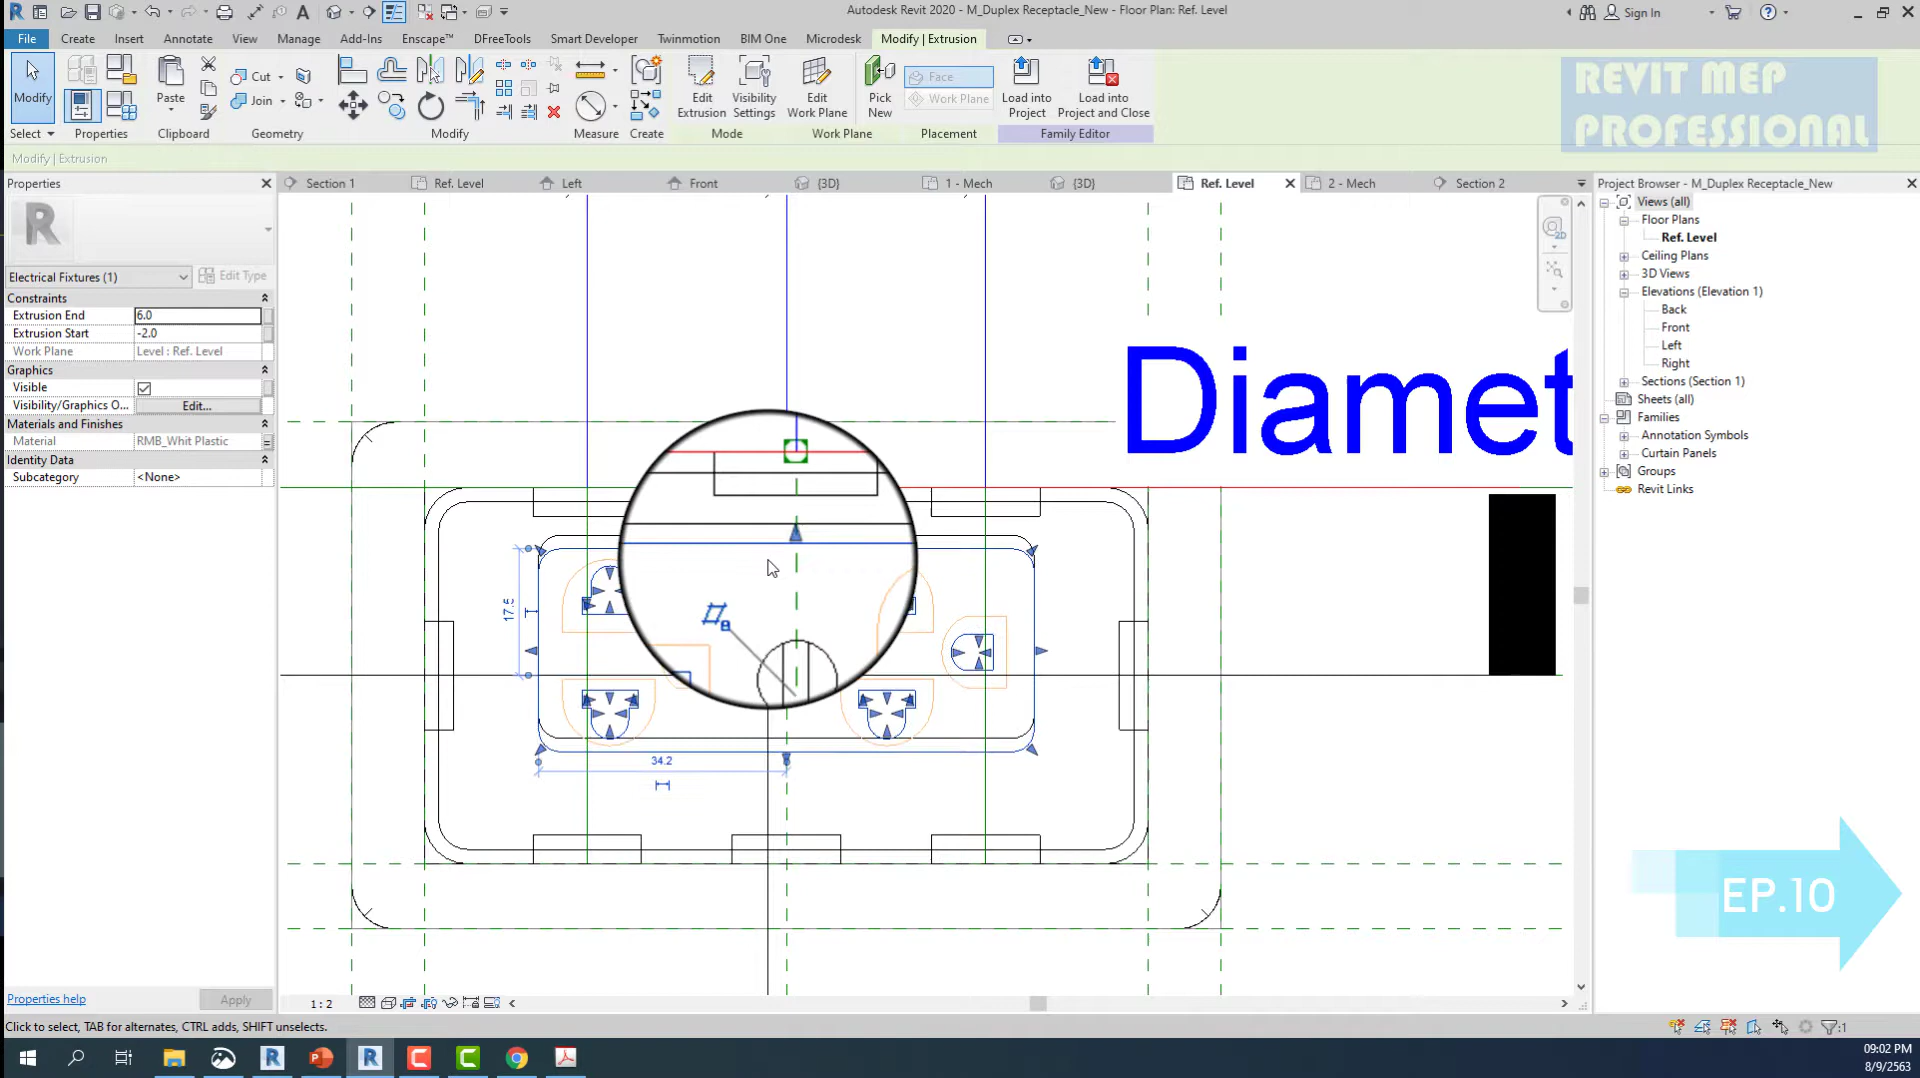 Autodesk Revit 2020 - M_Duplex Receptacle_New - Floor Plan: Ref. Level
Sign In
File Create Insert Annotate View Manage Add-Ins Enscape™ DFreeTools Smart Developer Twinmotion BIM One Microdesk Modify | Extrusion
Modify
Paste
Cut
Join
Edit Extrusion
Visibility Settings
Edit Work Plane
Pick New
Face
Work Plane
Load into Project
Load into Project and Close
Select Properties Clipboard Geometry Modify Measure Create Mode Work Plane Placement Family Editor
REVIT MEP
PROFESSIONAL
Modify | Extrusion
Properties
Section 1 Ref. Level Left Front {3D} 1 - Mech {3D} Ref. Level 2 - Mech Section 2
Project Browser - M_Duplex Receptacle_New
Electrical Fixtures (1)
Edit Type
Constraints
Extrusion End 6.0
Extrusion Start -2.0
Work Plane Level : Ref. Level
Graphics
Visible
Visibility/Graphics O... Edit...
Materials and Finishes
Material RMB_Whit Plastic
Identity Data
Subcategory <None>
Properties help
Apply
2D
Diamet
17.5
34.2
Views (all)
Floor Plans
Ref. Level
Ceiling Plans
3D Views
Elevations (Elevation 1)
Back
Front
Left
Right
Sections (Section 1)
Sheets (all)
Families
Annotation Symbols
Curtain Panels
Groups
Revit Links
EP.10
1 : 2
Click to select, TAB for alternates, CTRL adds, SHIFT unselects.
:1
09:02 PM
8/9/2563